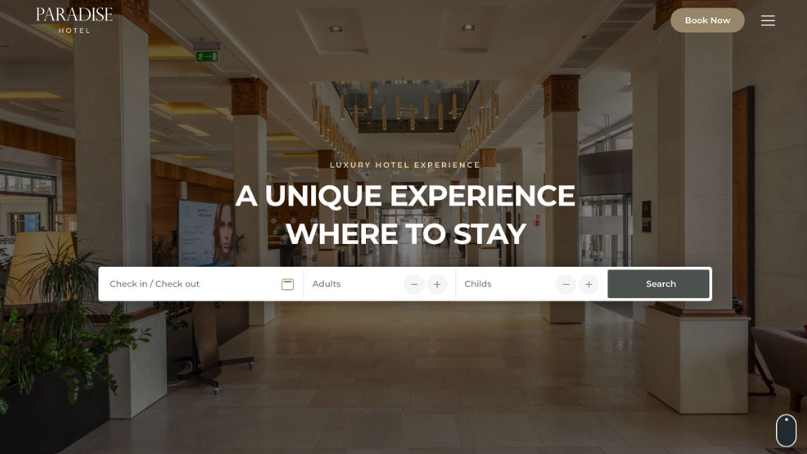 PARADISE
HOTEL
Book Now
LUXURY HOTEL EXPERIENCE
A UNIQUE EXPERIENCE
WHERE TO STAY
Check in / Check out
Adults
− +
Childs
− +
Search